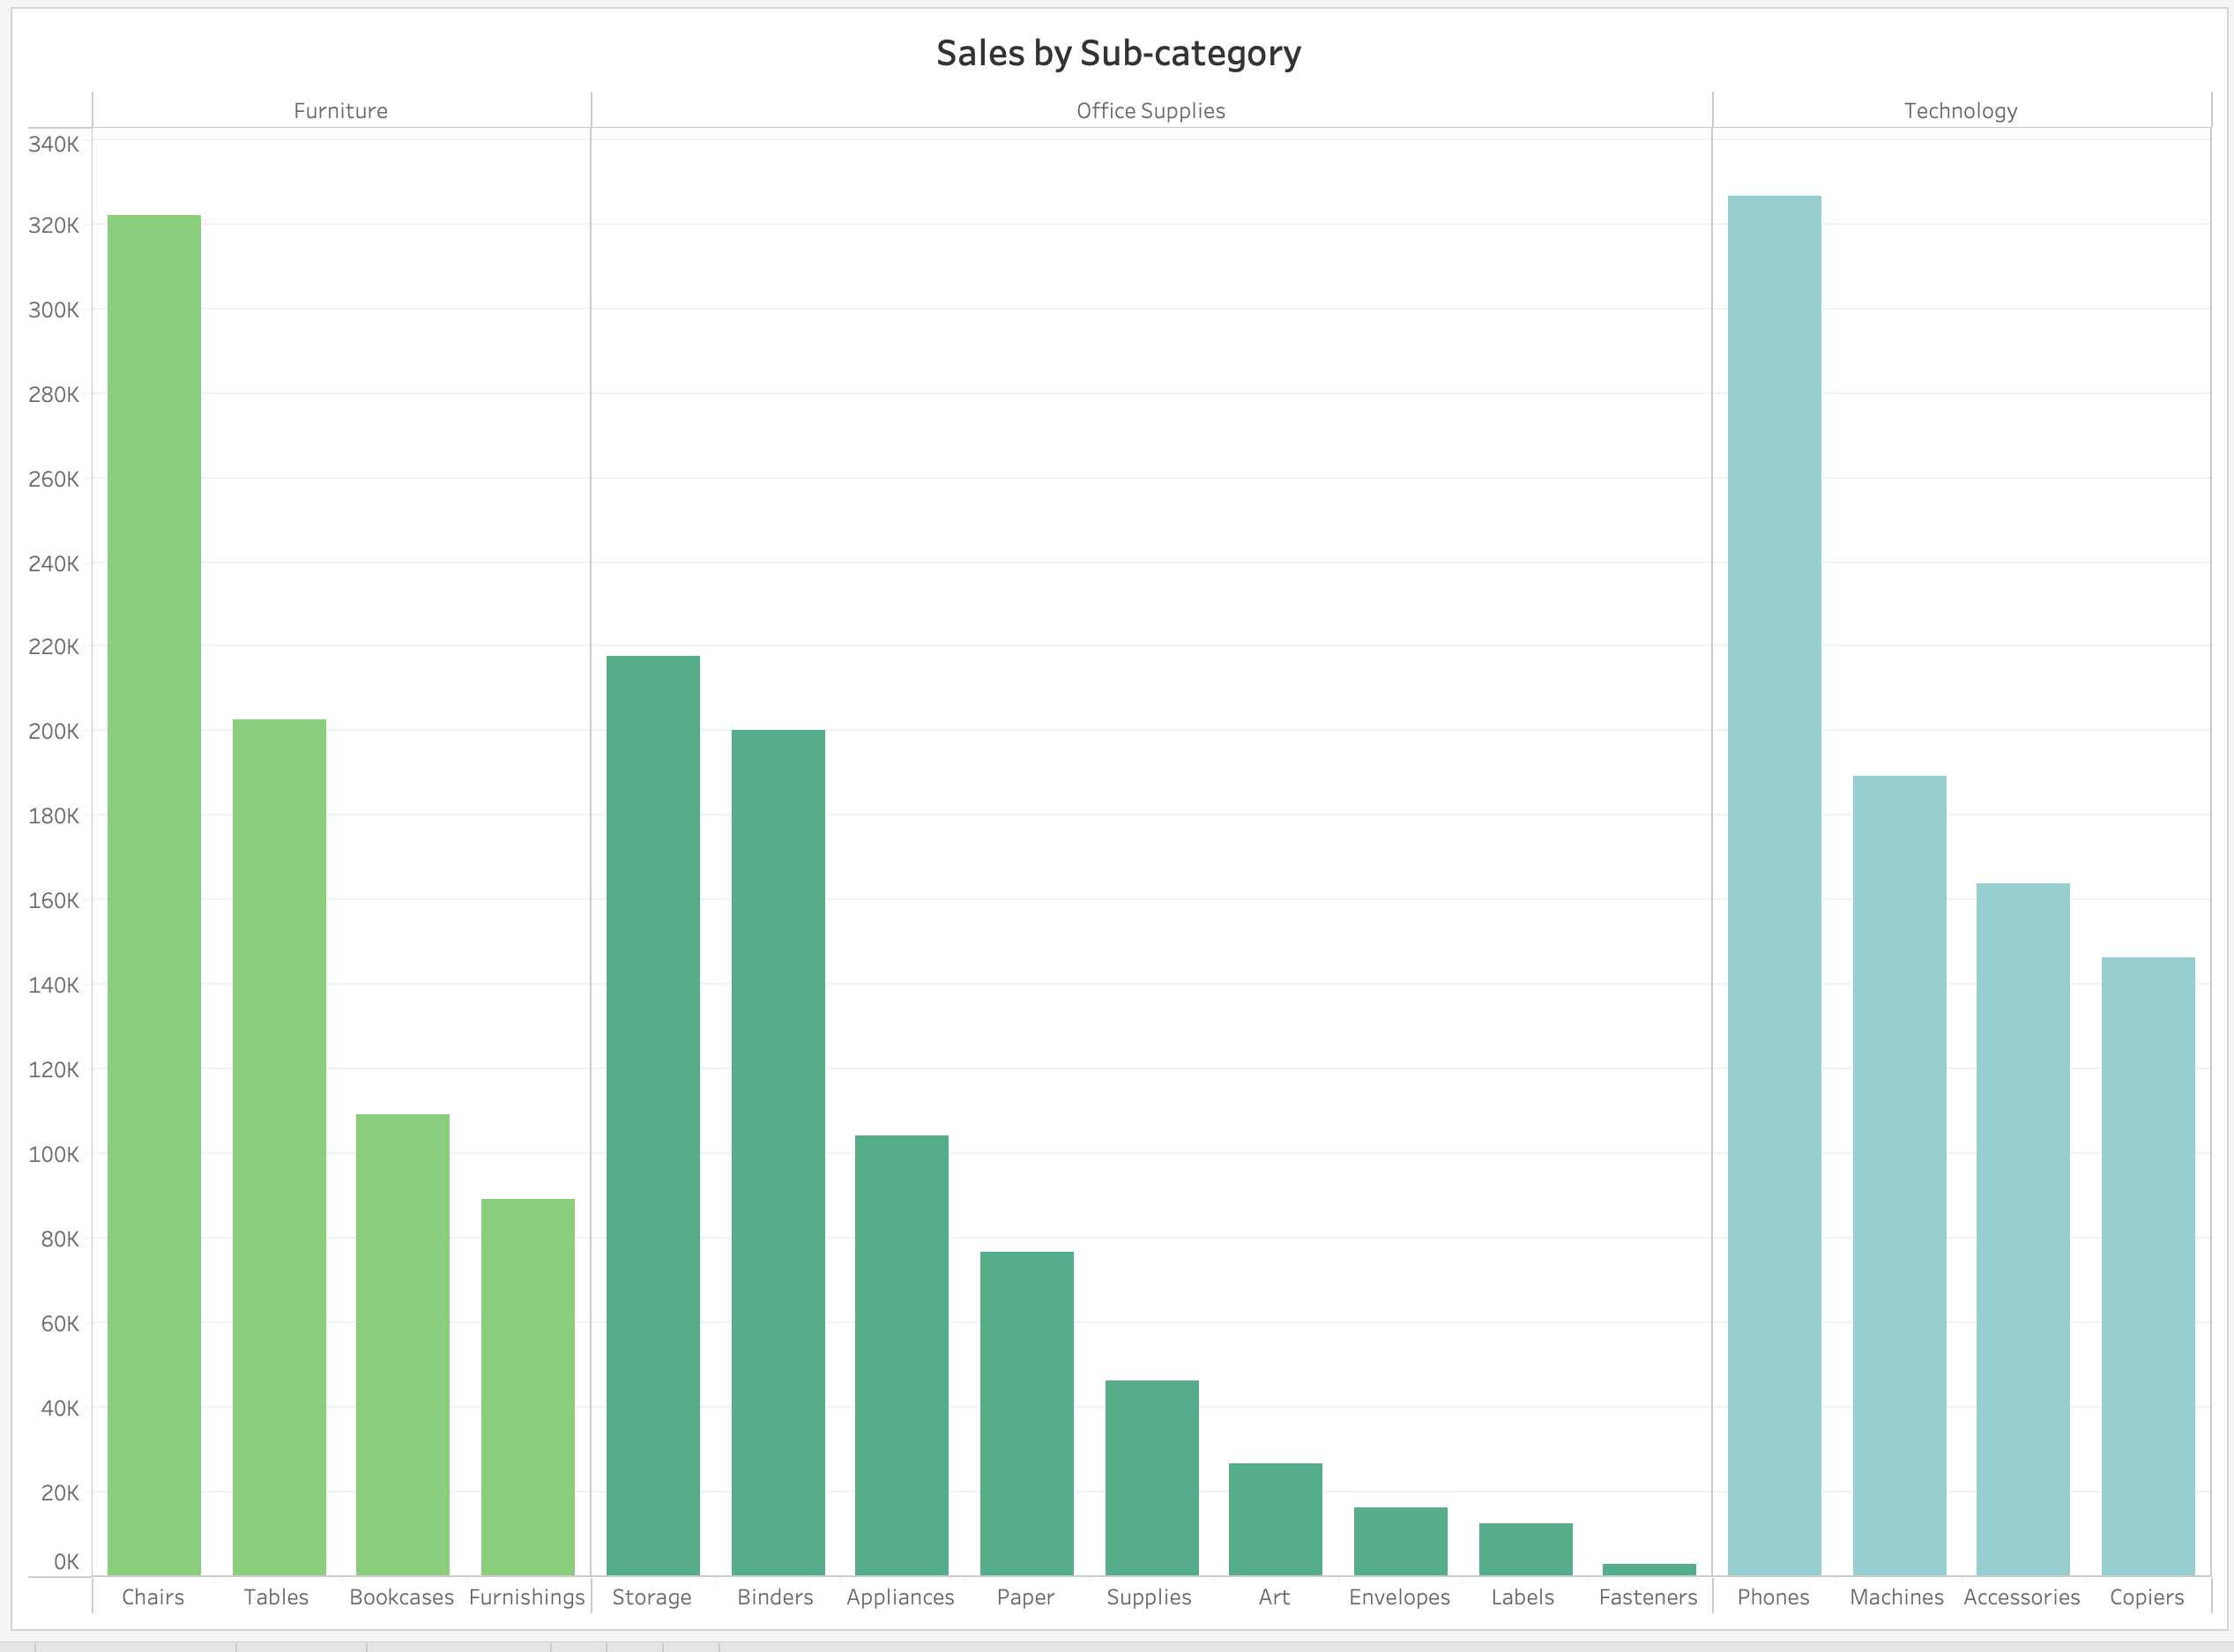 Sales by Sub-category
Furniture Office Supplies Technology
340K
320K
300K
280K
260K
240K
220K
200K
180K
160K
140K
120K
100K
80K
60K
40K
20K
0K
Chairs Tables Bookcases Furnishings Storage Binders Appliances Paper Supplies Art Envelopes Labels Fasteners Phones Machines Accessories Copiers